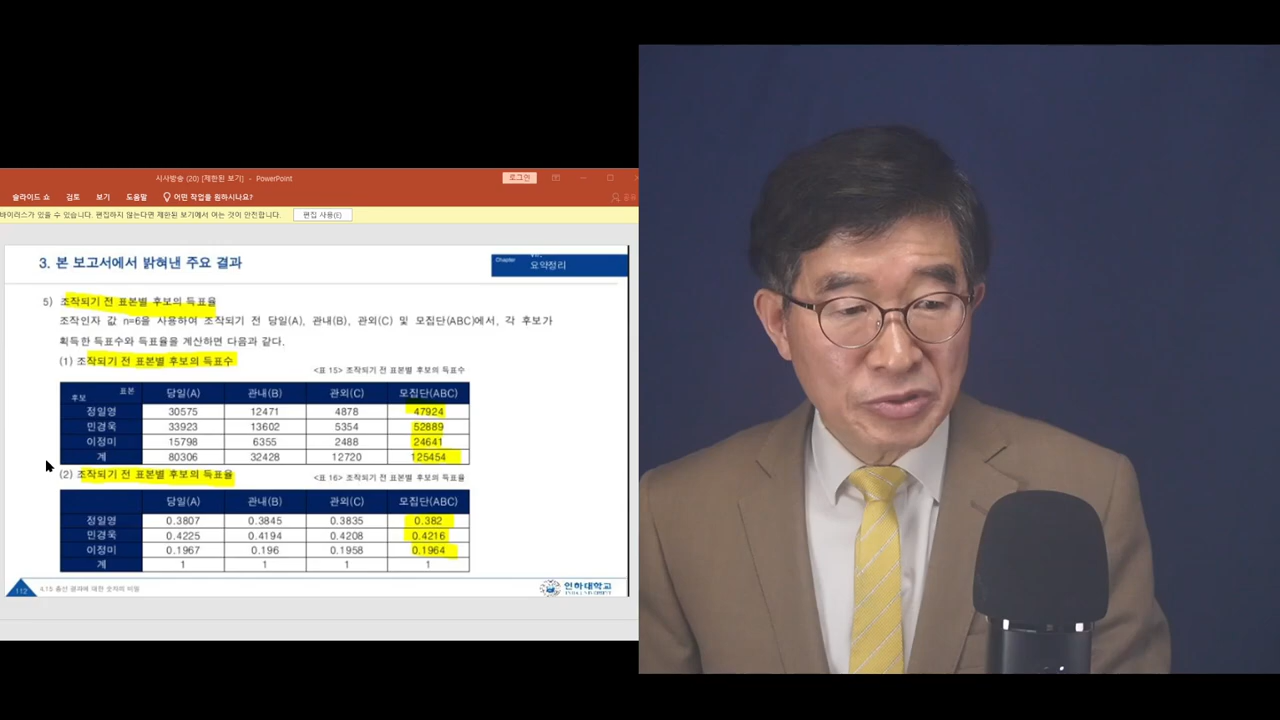 시사방송 (20) [제한된 보기] - PowerPoint
로그인
슬라이드 쇼 검토 보기 도움말 어떤 작업을 원하시나요?
바이러스가 있을 수 있습니다. 편집하지 않는다면 제한된 보기에서 여는 것이 안전합니다. 편집 사용(E)
3. 본 보고서에서 밝혀낸 주요 결과
Chapter
요약정리
5) 조작되기 전 표본별 후보의 득표율
조작인자 값 n=6을 사용하여 조작되기 전 당일(A), 관내(B), 관외(C) 및 모집단(ABC)에서, 각 후보가
획득한 득표수와 득표율을 계산하면 다음과 같다.
(1) 조작되기 전 표본별 후보의 득표수
<표 15> 조작되기 전 표본별 후보의 득표수
표본 후보 당일(A) 관내(B) 관외(C) 모집단(ABC)
정일영 30575 12471 4878 47924
민경욱 33923 13602 5354 52889
이정미 15798 6355 2488 24641
계 80306 32428 12720 125454
(2) 조작되기 전 표본별 후보의 득표율
<표 16> 조작되기 전 표본별 후보의 득표율
당일(A) 관내(B) 관외(C) 모집단(ABC)
정일영 0.3807 0.3845 0.3835 0.382
민경욱 0.4225 0.4194 0.4208 0.4216
이정미 0.1967 0.196 0.1958 0.1964
계 1 1 1 1
112
4.15 총선 결과에 대한 숫자의 비밀
인하대학교